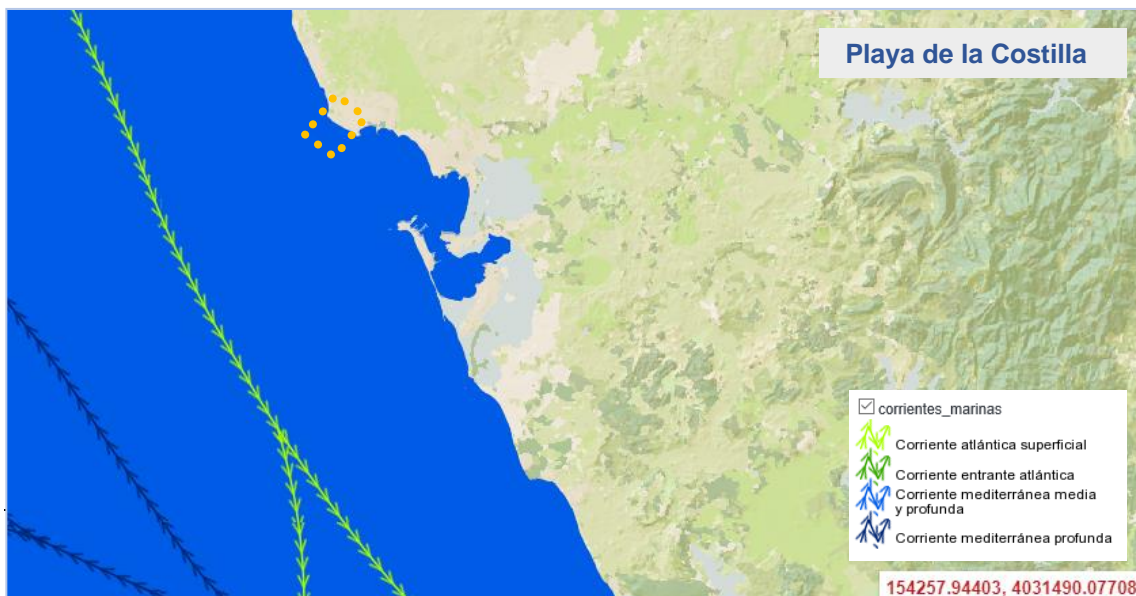 Playa de la Costilla
corrientes_marinas
Corriente atlántica superficial
Corriente entrante atlántica
Corriente mediterránea media
y profunda
Corriente mediterránea profunda
154257.94403, 4031490.07708